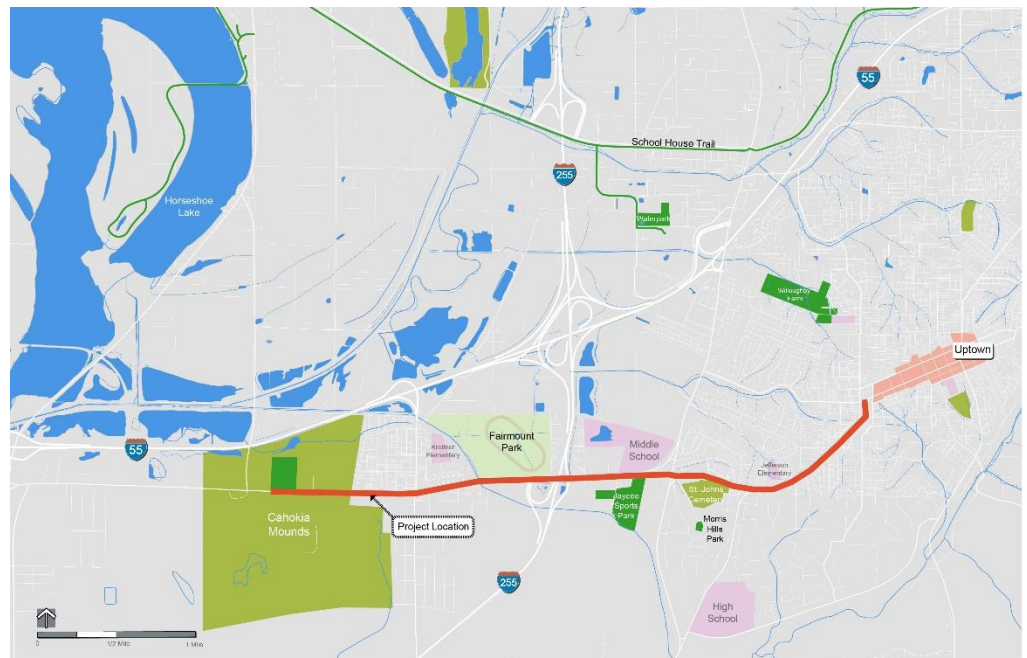 55
School House Trail
255
Horseshoe
Lake
Waterpark
Willoughby
Farm
Uptown
Fairmount
Park
Middle
School
Kreitner
Elementary
Jefferson
Elementary
55
Jaycee
Sports
Park
St. Johns
Cemetery
Cahokia
Mounds
Project Location
Morris
Hills
Park
255
High
School
0 1/2 Mile 1 Mile